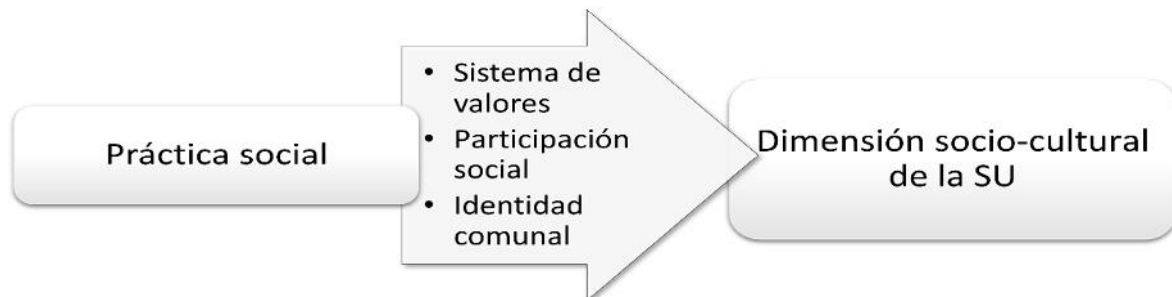 Práctica social
• Sistema de
valores
• Participación
social
• Identidad
comunal
Dimensión socio-cultural
de la SU